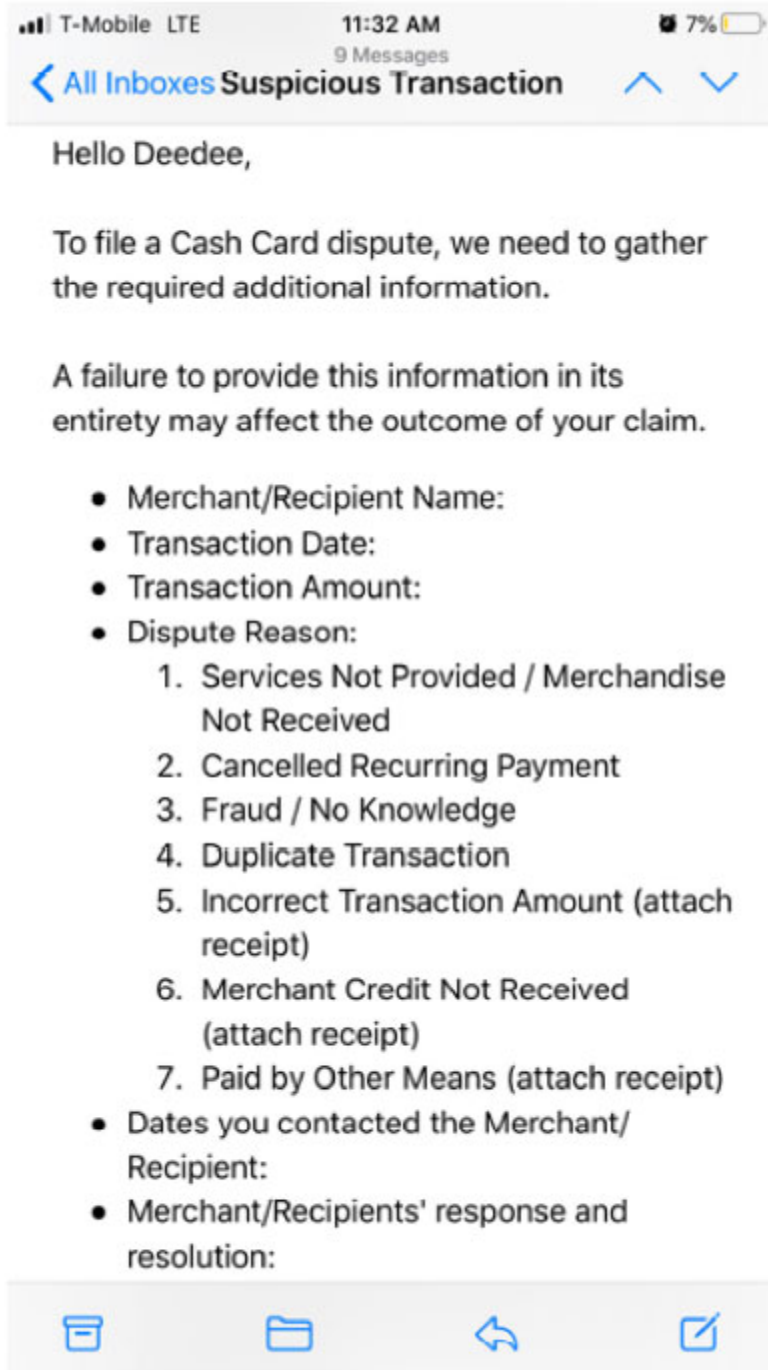 T-Mobile LTE 11:32 AM 7%
9 Messages
All Inboxes Suspicious Transaction
Hello Deedee,
To file a Cash Card dispute, we need to gather
the required additional information.
A failure to provide this information in its
entirety may affect the outcome of your claim.
• Merchant/Recipient Name:
• Transaction Date:
• Transaction Amount:
• Dispute Reason:
1. Services Not Provided / Merchandise
Not Received
2. Cancelled Recurring Payment
3. Fraud / No Knowledge
4. Duplicate Transaction
5. Incorrect Transaction Amount (attach
receipt)
6. Merchant Credit Not Received
(attach receipt)
7. Paid by Other Means (attach receipt)
• Dates you contacted the Merchant/
Recipient:
• Merchant/Recipients' response and
resolution: